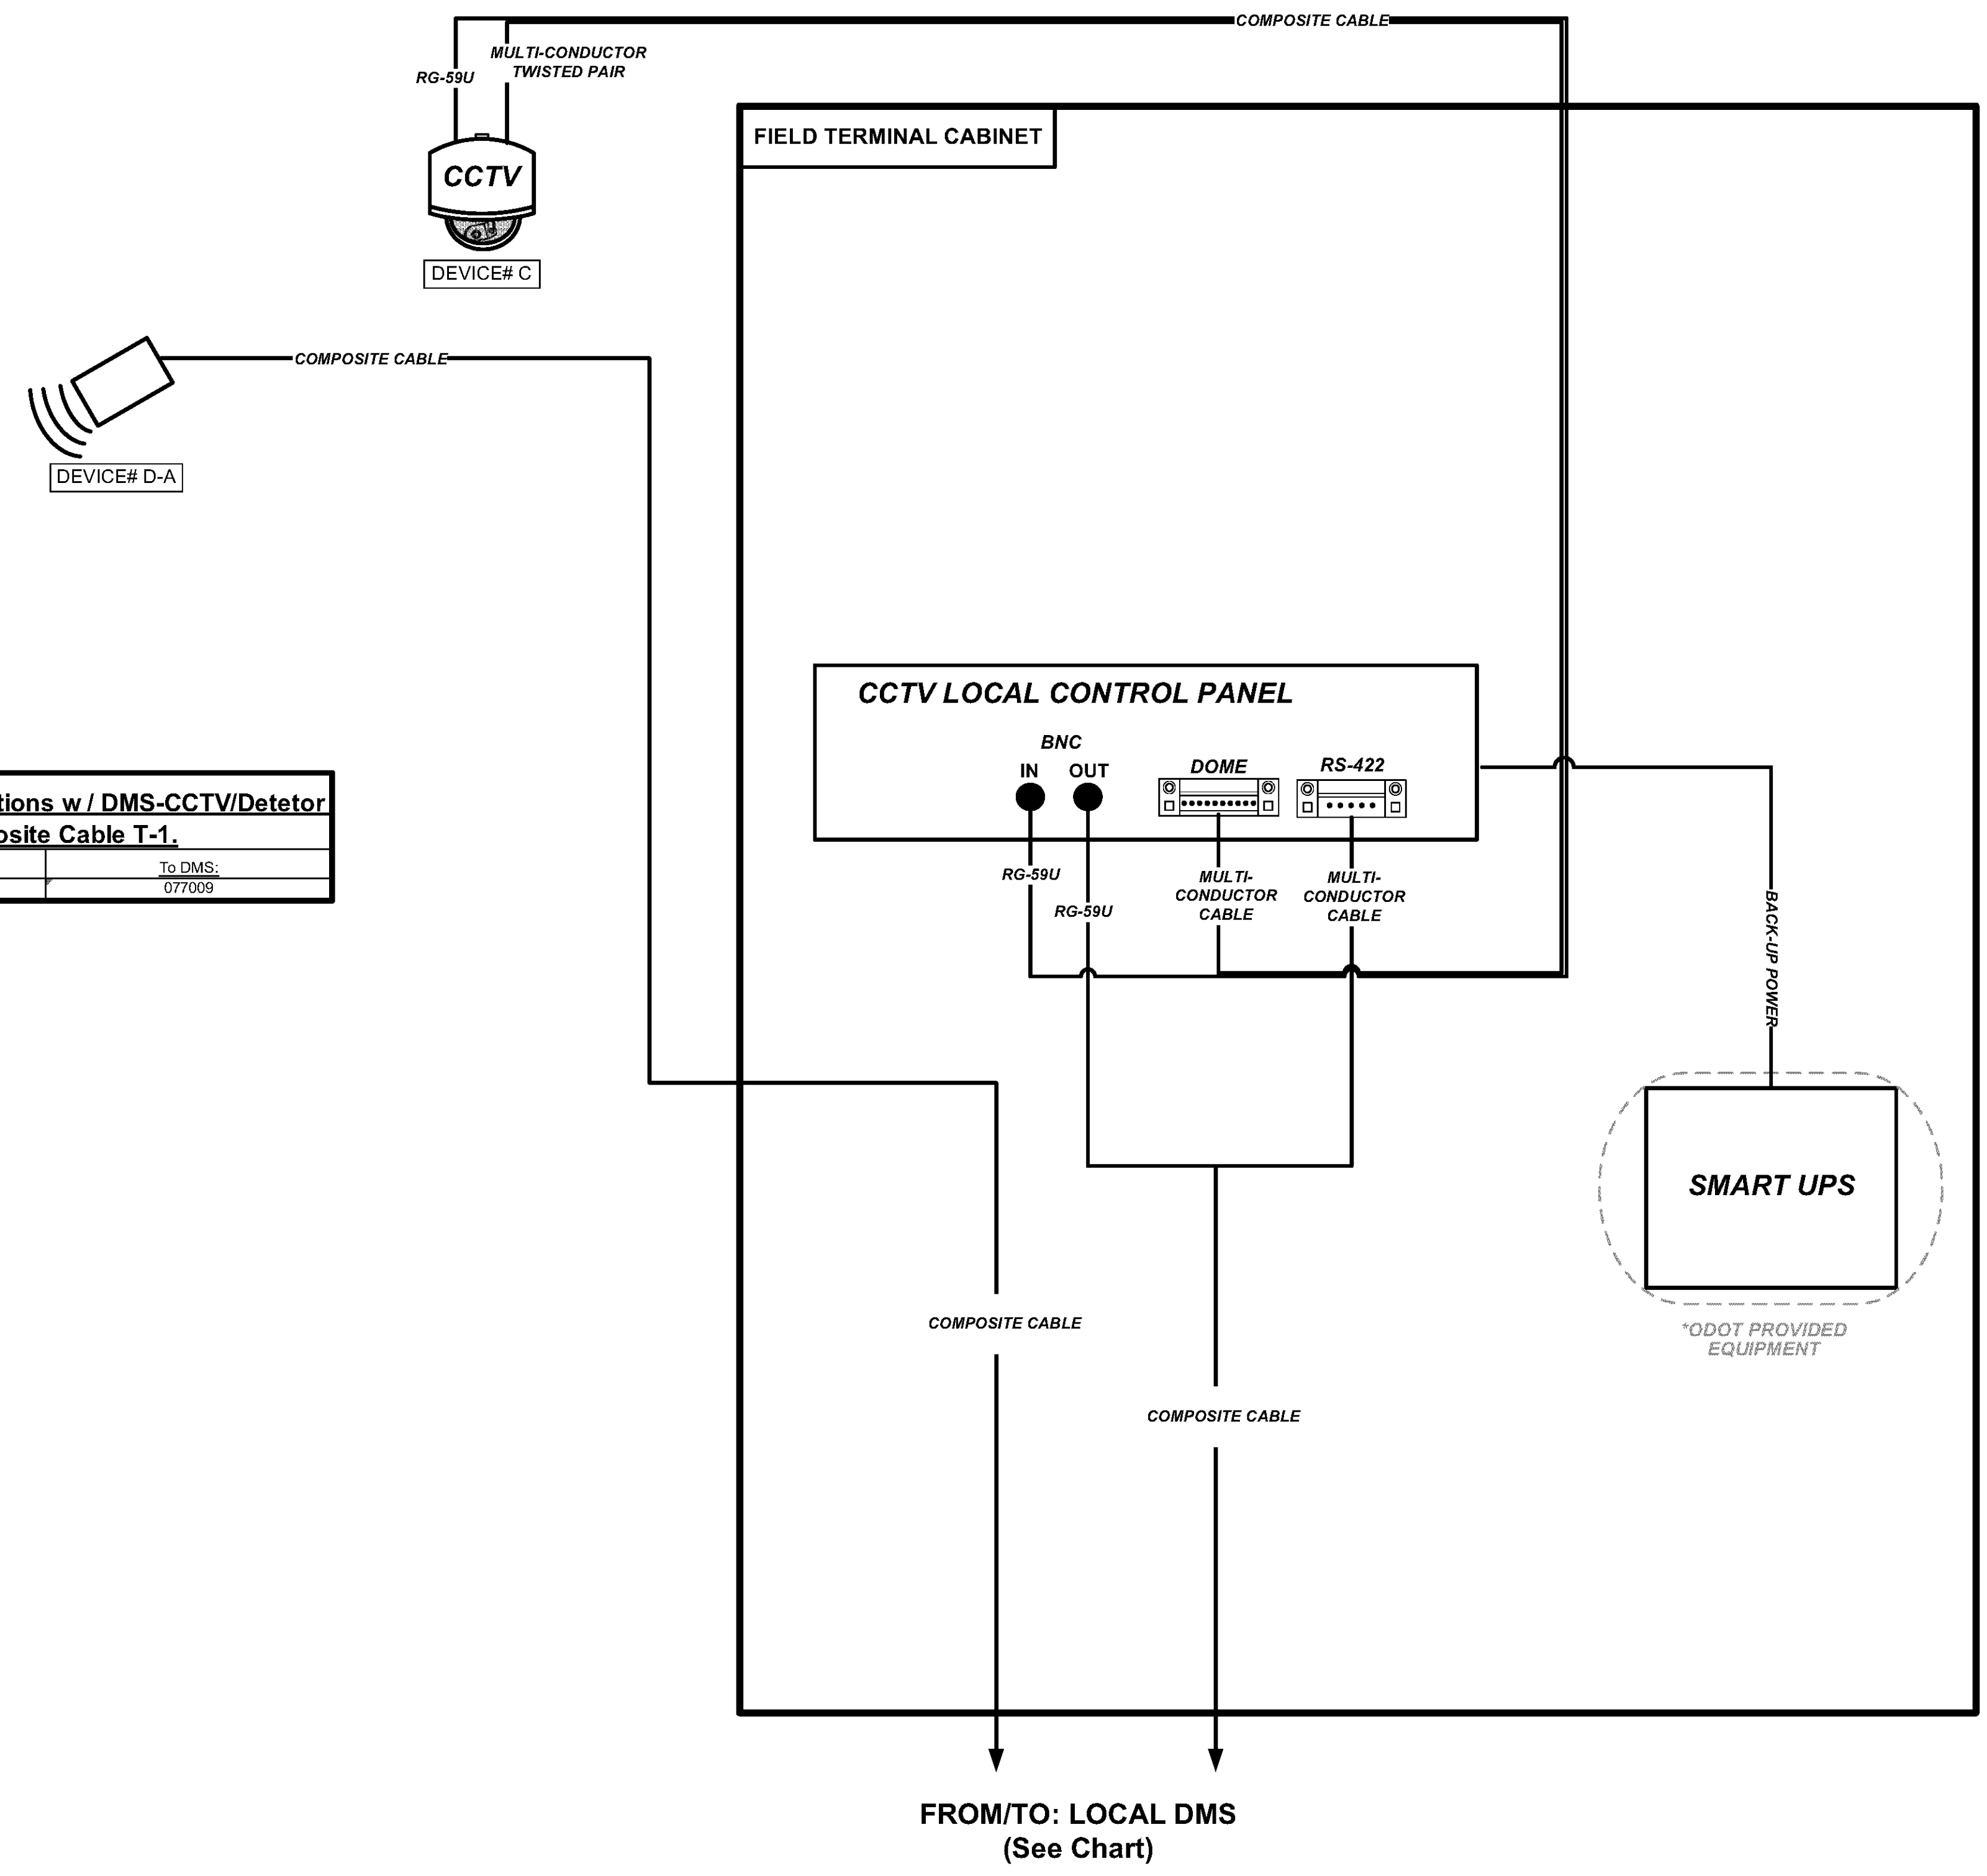 COMPOSITE CABLE
MULTI-CONDUCTOR
TWISTED PAIR
RG-59U
CCTV
DEVICE# C
FIELD TERMINAL CABINET
COMPOSITE CABLE
DEVICE# D-A
CCTV LOCAL CONTROL PANEL
BNC
IN OUT
DOME
RS-422
RG-59U
RG-59U
MULTI-
CONDUCTOR
CABLE
MULTI-
CONDUCTOR
CABLE
BACK-UP POWER
tions w / DMS-CCTV/Detetor
osite Cable T-1.
To DMS:
077009
SMART UPS
*ODOT PROVIDED
EQUIPMENT
COMPOSITE CABLE
COMPOSITE CABLE
FROM/TO: LOCAL DMS
(See Chart)